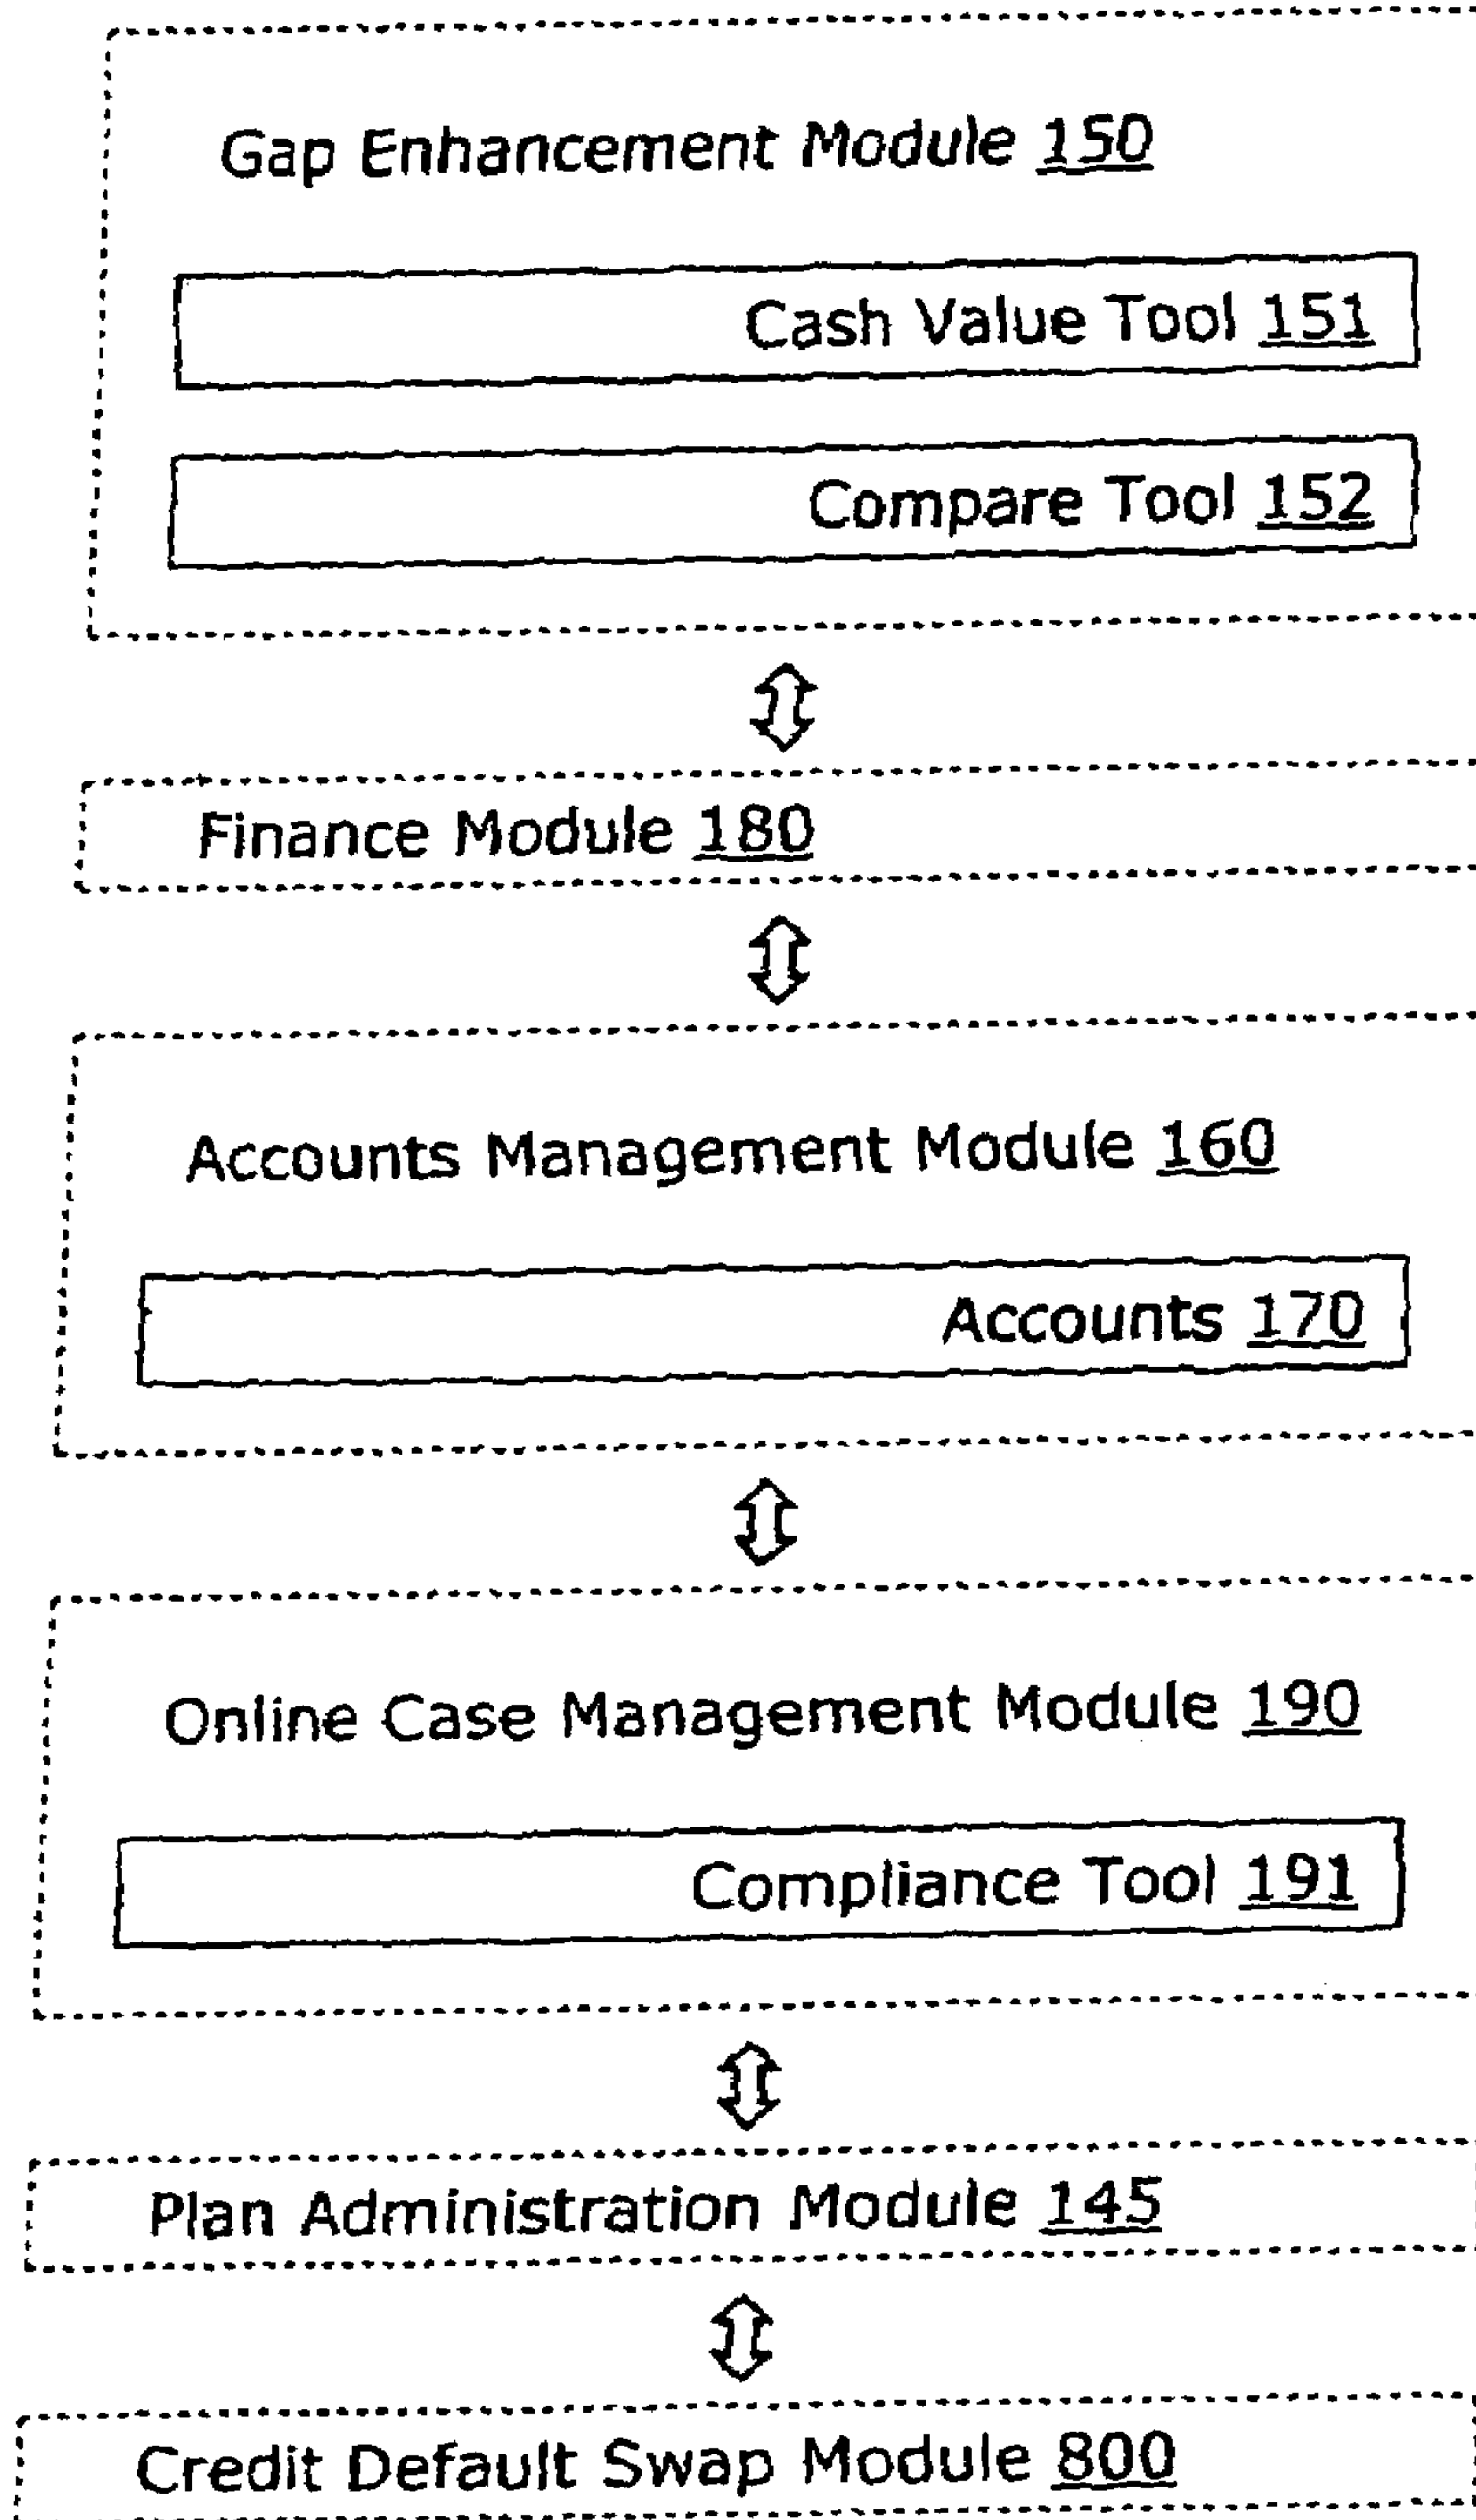 Gap Enhancement Module 150
Cash Value Tool 151
Compare Tool 152
Finance Module 180
Accounts Management Module 160
Accounts 170
Online Case Management Module 190
Compliance Tool 191
Plan Administration Module 145
Credit Default Swap Module 800